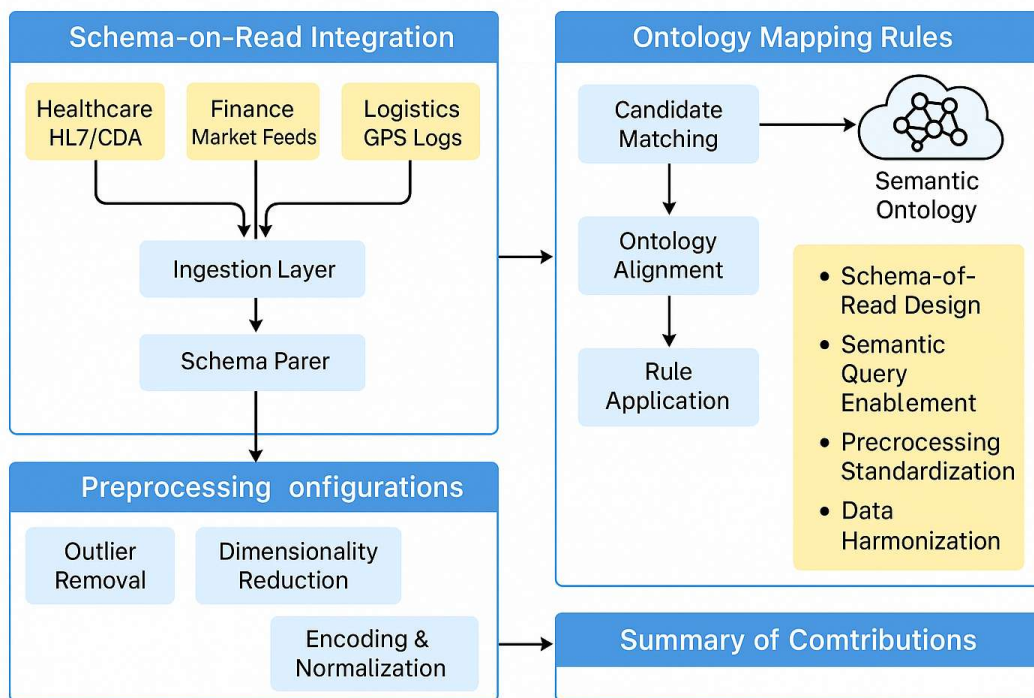 Schema-on-Read Integration
Healthcare
HL7/CDA
Finance
Market Feeds
Logistics
GPS Logs
Ingestion Layer
Schema Parer
Preprocessing onfigurations
Outlier
Removal
Dimensionality
Reduction
Encoding &
Normalization
Ontology Mapping Rules
Candidate
Matching
Semantic
Ontology
Ontology
Alignment
Rule
Application
• Schema-of-
Read Design
• Semantic
Query
Enablement
• Precrocessing
Standardization
• Data
Harmonization
Summary of Comtributions